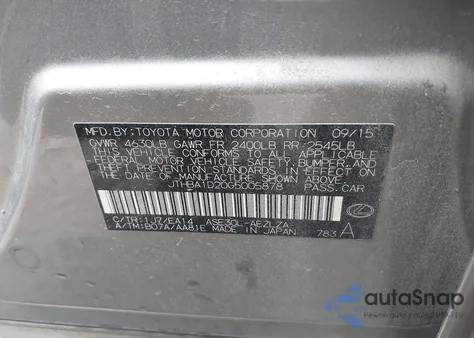 MFD. BY: TOYOTA MOTOR CORPORATION 09/15
GVWR 4630LB GAWR FR 2400LB RR 2545LB
THIS VEHICLE CONFORMS TO ALL APPLICABLE
FEDERAL MOTOR VEHICLE SAFETY, BUMPER, AND
THEFT PREVENTION STANDARDS IN EFFECT ON
THE DATE OF MANUFACTURE SHOWN ABOVE.
JTHBA1D20G5005878 PASS. CAR
C/TR: 1J7/EA14 ASE30L-AEZLZA
A/TM: B07A/AA81E MADE IN JAPAN 783 A
autoSnap